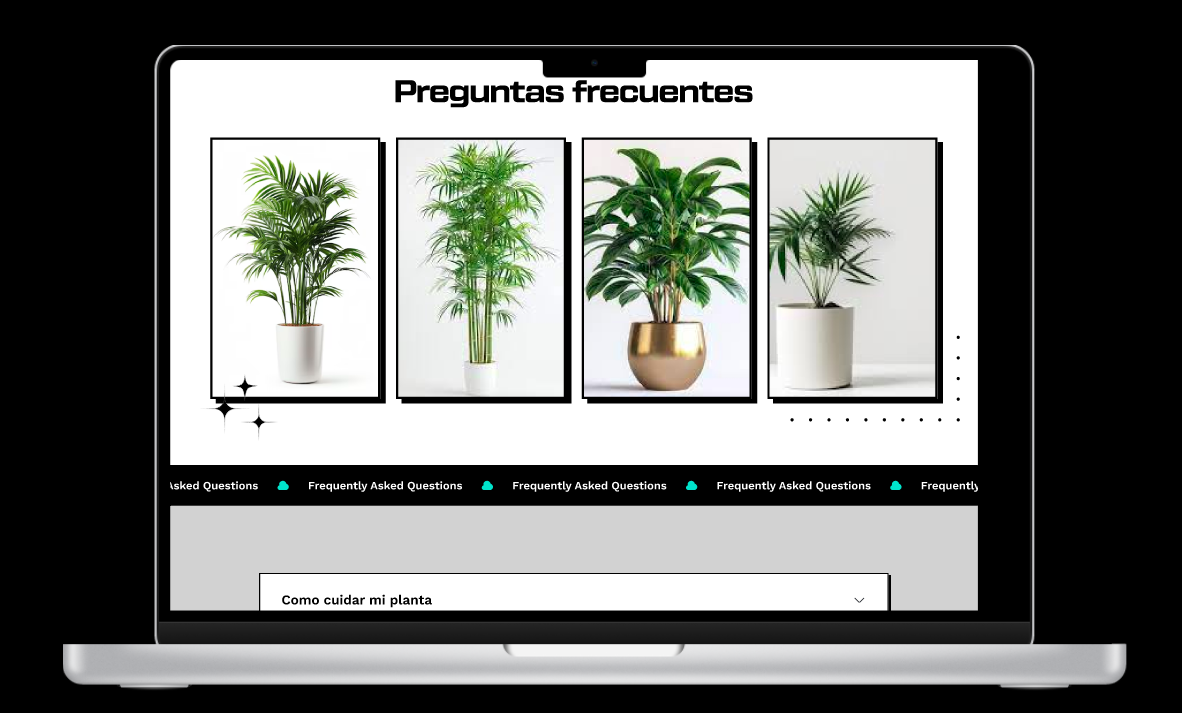 Preguntas frecuentes
Asked Questions Frequently Asked Questions Frequently Asked Questions Frequently Asked Questions Frequently
Como cuidar mi planta